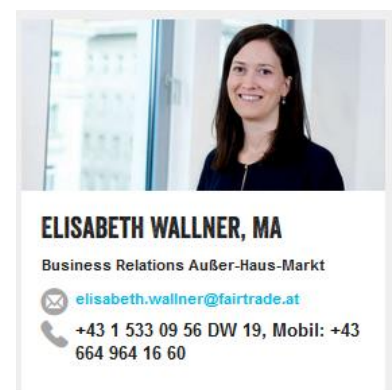 ELISABETH WALLNER, MA
Business Relations Außer-Haus-Markt
elisabeth.wallner@fairtrade.at
+43 1 533 09 56 DW 19, Mobil: +43
664 964 16 60